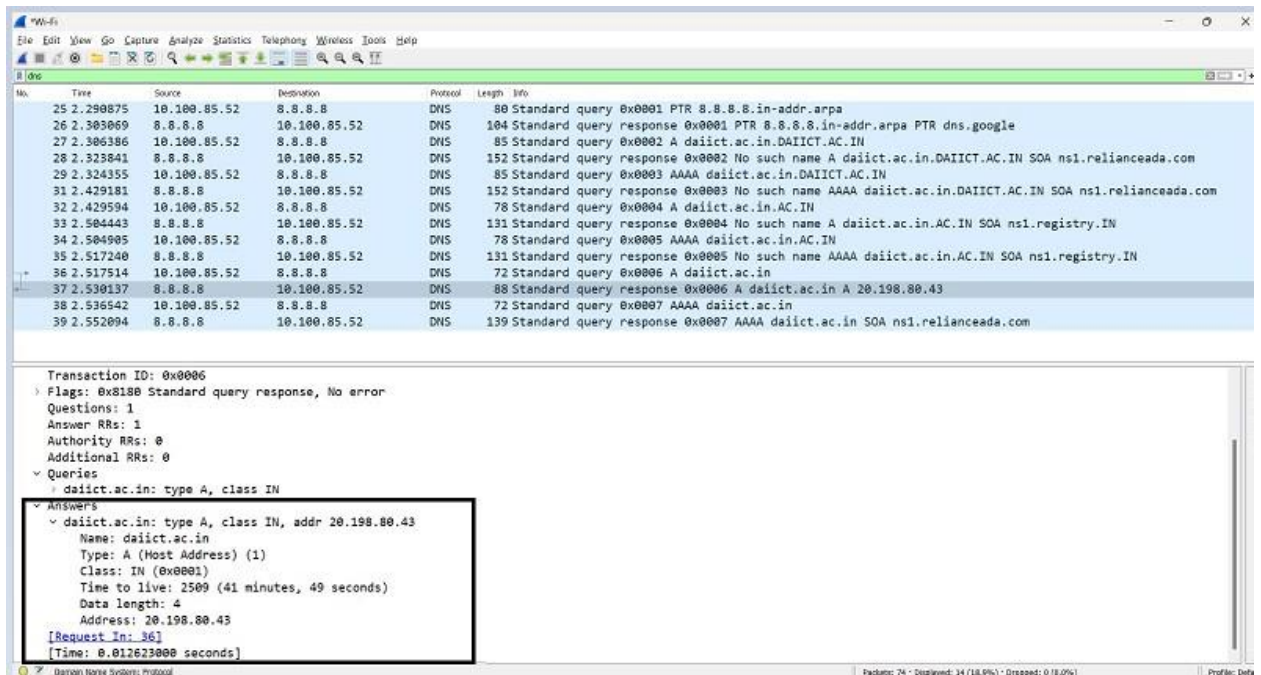 *Wi-Fi
File Edit View Go Capture Analyze Statistics Telephony Wireless Tools Help
dns
No. Time Source Destination Protocol Length Info
25 2.290875 10.100.85.52 8.8.8.8 DNS 80 Standard query 0x0001 PTR 8.8.8.8.in-addr.arpa
26 2.303069 8.8.8.8 10.100.85.52 DNS 104 Standard query response 0x0001 PTR 8.8.8.8.in-addr.arpa PTR dns.google
27 2.306386 10.100.85.52 8.8.8.8 DNS 85 Standard query 0x0002 A daiict.ac.in.DAIICT.AC.IN
28 2.323841 8.8.8.8 10.100.85.52 DNS 152 Standard query response 0x0002 No such name A daiict.ac.in.DAIICT.AC.IN SOA ns1.relianceada.com
29 2.324355 10.100.85.52 8.8.8.8 DNS 85 Standard query 0x0003 AAAA daiict.ac.in.DAIICT.AC.IN
31 2.429181 8.8.8.8 10.100.85.52 DNS 152 Standard query response 0x0003 No such name AAAA daiict.ac.in.DAIICT.AC.IN SOA ns1.relianceada.com
32 2.429594 10.100.85.52 8.8.8.8 DNS 78 Standard query 0x0004 A daiict.ac.in.AC.IN
33 2.504443 8.8.8.8 10.100.85.52 DNS 131 Standard query response 0x0004 No such name A daiict.ac.in.AC.IN SOA ns1.registry.IN
34 2.504905 10.100.85.52 8.8.8.8 DNS 78 Standard query 0x0005 AAAA daiict.ac.in.AC.IN
35 2.517240 8.8.8.8 10.100.85.52 DNS 131 Standard query response 0x0005 No such name AAAA daiict.ac.in.AC.IN SOA ns1.registry.IN
36 2.517514 10.100.85.52 8.8.8.8 DNS 72 Standard query 0x0006 A daiict.ac.in
37 2.530137 8.8.8.8 10.100.85.52 DNS 88 Standard query response 0x0006 A daiict.ac.in A 20.198.80.43
38 2.536542 10.100.85.52 8.8.8.8 DNS 72 Standard query 0x0007 AAAA daiict.ac.in
39 2.552094 8.8.8.8 10.100.85.52 DNS 139 Standard query response 0x0007 AAAA daiict.ac.in SOA ns1.relianceada.com
Transaction ID: 0x0006
Flags: 0x8180 Standard query response, No error
Questions: 1
Answer RRs: 1
Authority RRs: 0
Additional RRs: 0
Queries
daiict.ac.in: type A, class IN
Answers
daiict.ac.in: type A, class IN, addr 20.198.80.43
Name: daiict.ac.in
Type: A (Host Address) (1)
Class: IN (0x0001)
Time to live: 2509 (41 minutes, 49 seconds)
Data length: 4
Address: 20.198.80.43
[Request In: 36]
[Time: 0.012623000 seconds]
Domain Name System: Protocol Packets: 74 · Displayed: 14 (18.9%) · Dropped: 0 (0.0%) Profile: Defa